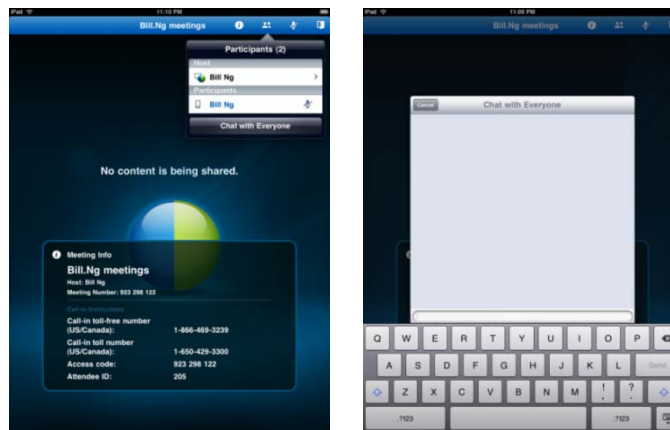 iPad 11:10 PM
Bill.Ng meetings
Participants (2)
Host
Bill Ng
Participants
Bill Ng
Chat with Everyone
No content is being shared.
Meeting Info
Bill.Ng meetings
Host: Bill Ng
Meeting Number: 923 298 122
Call-in Instructions
Call-in toll-free number
(US/Canada): 1-866-469-3239
Call-in toll number
(US/Canada): 1-650-429-3300
Access code: 923 298 122
Attendee ID: 205
iPad 11:00 PM
Bill.Ng meetings
Cancel Chat with Everyone
Q W E R T Y U I O P
A S D F G H J K L Send
Z X C V B N M ! , ? .
.?123 .?123